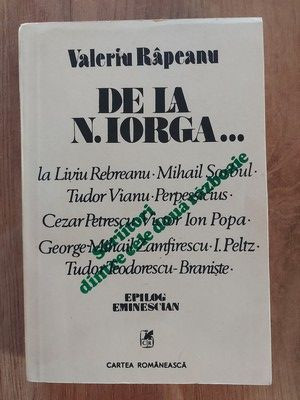 Valeriu Râpeanu
DE LA
N. IORGA...
la Liviu Rebreanu · Mihail Sorbul ·
Tudor Vianu · Perpessicius ·
Cezar Petrescu · Victor Ion Popa ·
George Mihail Zamfirescu · I. Peltz ·
Tudor Teodorescu-Braniște ·
Scriitori
dintre cele două războaie
EPILOG
EMINESCIAN
CARTEA ROMÂNEASCĂ